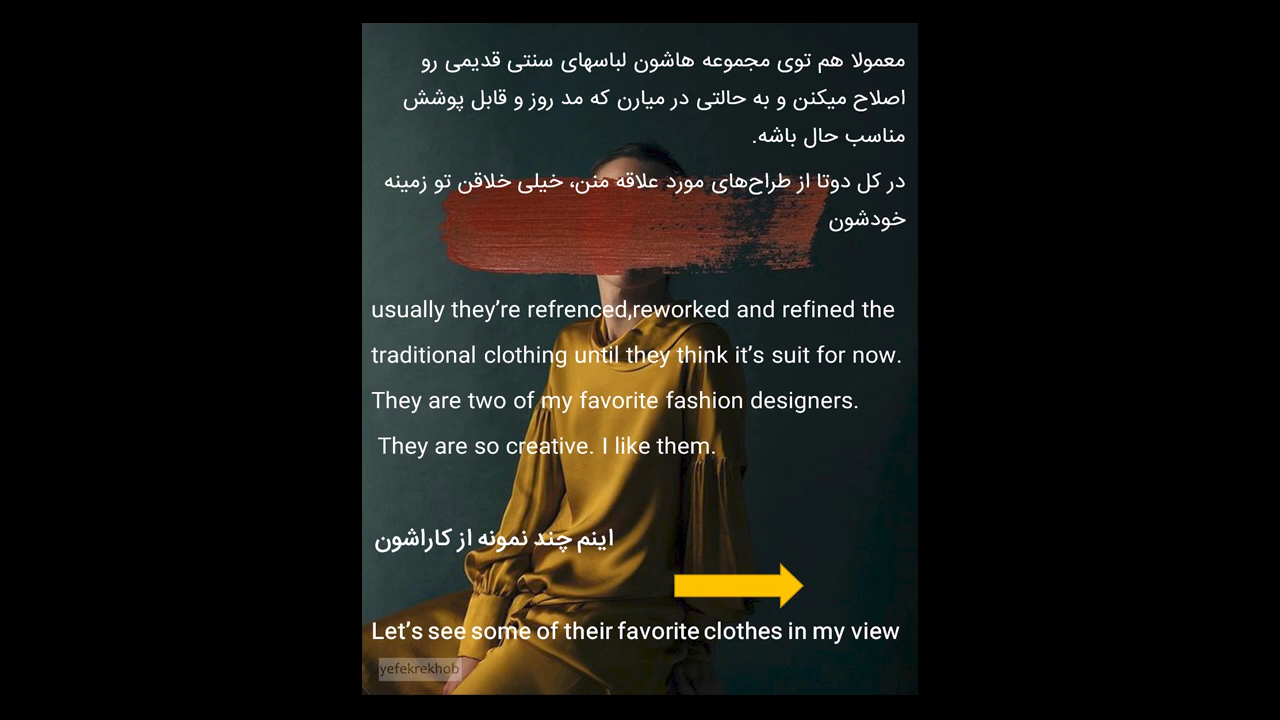 معمولا هم توی مجموعه هاشون لباسهای سنتی قدیمی رو
اصلاح میکنن و به حالتی در میارن که مد روز و قابل پوشش
مناسب حال باشه.
در کل دوتا از طراح‌های مورد علاقه منن، خیلی خلاقن تو زمینه
خودشون
usually they’re refrenced,reworked and refined the
traditional clothing until they think it’s suit for now.
They are two of my favorite fashion designers.
They are so creative. I like them.
اینم چند نمونه از کاراشون
Let’s see some of their favorite clothes in my view
yefekrekhob